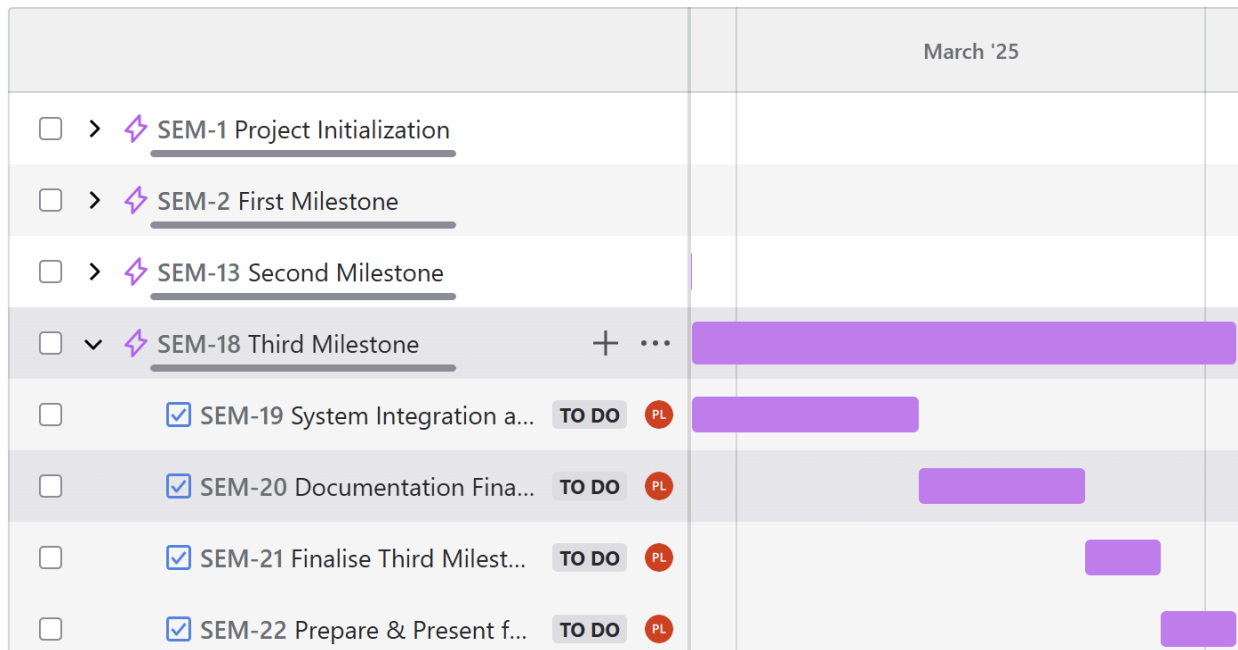 March '25
SEM-1 Project Initialization
SEM-2 First Milestone
SEM-13 Second Milestone
SEM-18 Third Milestone
SEM-19 System Integration a... TO DO PL
SEM-20 Documentation Fina... TO DO PL
SEM-21 Finalise Third Milest... TO DO PL
SEM-22 Prepare & Present f... TO DO PL